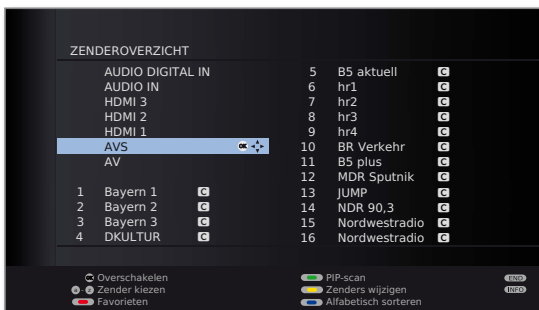 ZENDEROVERZICHT
AUDIO DIGITAL IN
AUDIO IN
HDMI 3
HDMI 2
HDMI 1
AVS OK
AV
1 Bayern 1 C
2 Bayern 2 C
3 Bayern 3 C
4 DKULTUR C
5 B5 aktuell C
6 hr1 C
7 hr2 C
8 hr3 C
9 hr4 C
10 BR Verkehr C
11 B5 plus C
12 MDR Sputnik C
13 JUMP C
14 NDR 90,3 C
15 Nordwestradio C
16 Nordwestradio C
OK Overschakelen
Zender kiezen
Favorieten
PIP-scan
Zenders wijzigen
Alfabetisch sorteren
END
INFO